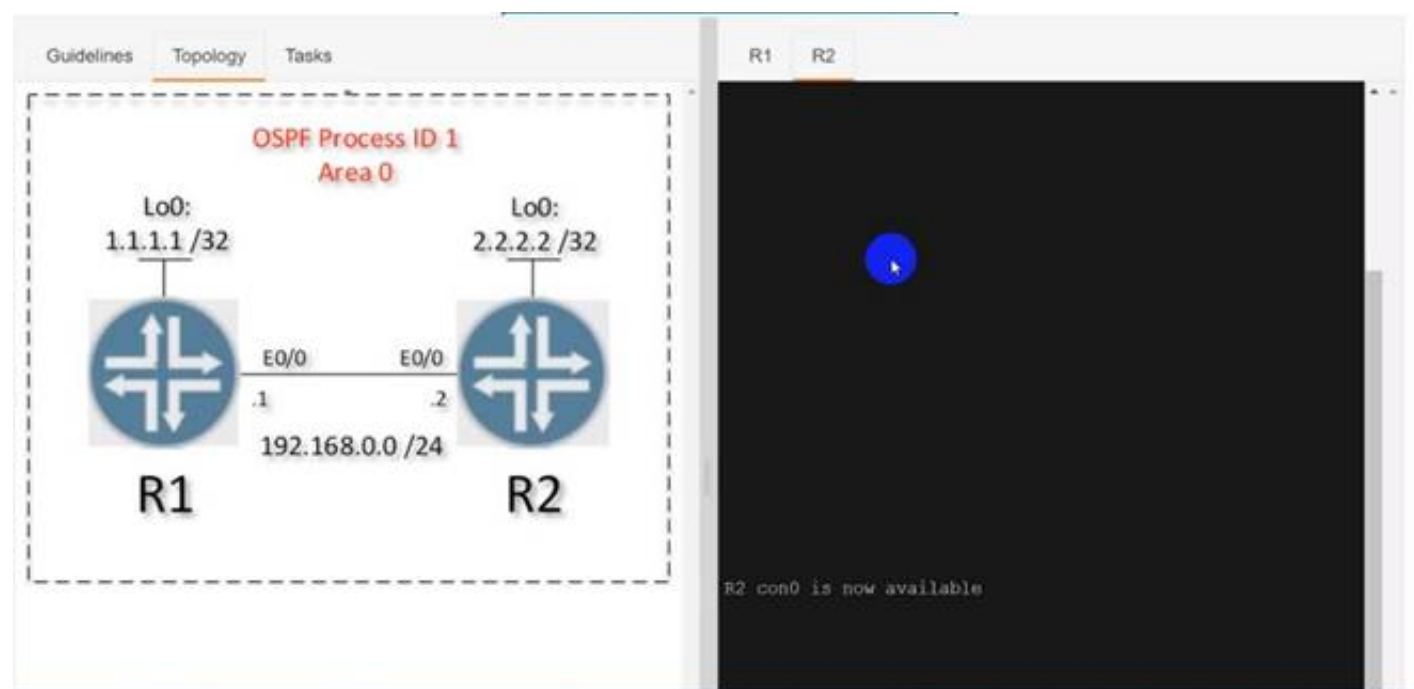 Guidelines Topology Tasks
R1 R2
OSPF Process ID 1
Area 0
Lo0:
1.1.1.1 /32
Lo0:
2.2.2.2 /32
E0/0 E0/0
.1 .2
192.168.0.0 /24
R1 R2
R2 con0 is now available